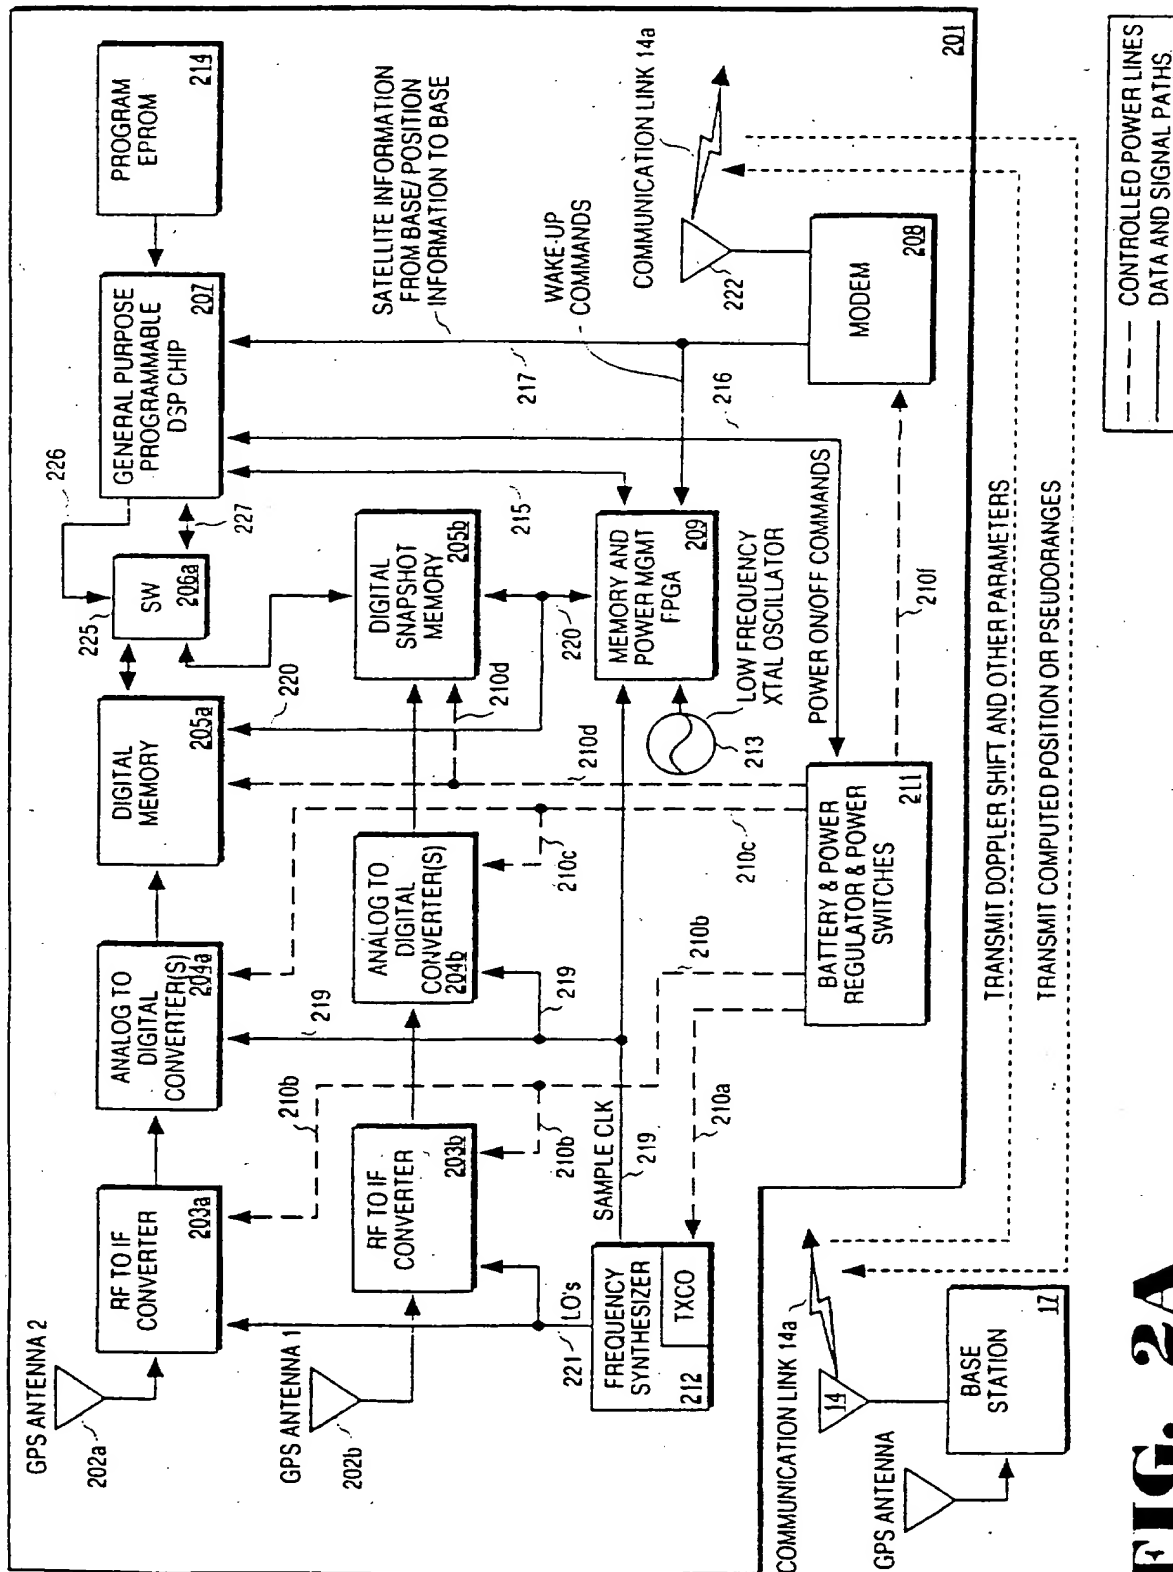 GPS ANTENNA 2
202a
RF TO IF
CONVERTER
203a
210b
ANALOG TO
DIGITAL
CONVERTER(S)
204a
219
DIGITAL
MEMORY
205a
220
225
SW
206a
226
227
GENERAL PURPOSE
PROGRAMMABLE
DSP CHIP
207
PROGRAM
EPROM
214
GPS ANTENNA 1
202b
RF TO IF
CONVERTER
203b
210b
ANALOG TO
DIGITAL
CONVERTER(S)
204b
219
210c
DIGITAL
SNAPSHOT
MEMORY
205b
210d
220
215
217
SATELLITE INFORMATION
FROM BASE/POSITION
INFORMATION TO BASE
221
LO's
FREQUENCY
SYNTHESIZER
212
TXCO
SAMPLE CLK
219
210a
210b
210c
210d
MEMORY AND
POWER MGMT
FPGA
209
213
LOW FREQUENCY
XTAL OSCILLATOR
216
WAKE-UP
COMMANDS
COMMUNICATION LINK 14a
222
MODEM
208
BATTERY & POWER
REGULATOR & POWER
SWITCHES
211
POWER ON/OFF COMMANDS
210f
201
COMMUNICATION LINK 14a
14
GPS ANTENNA
BASE
STATION
17
TRANSMIT DOPPLER SHIFT AND OTHER PARAMETERS
TRANSMIT COMPUTED POSITION OR PSEUDORANGES
CONTROLLED POWER LINES
DATA AND SIGNAL PATHS
FIG. 2A